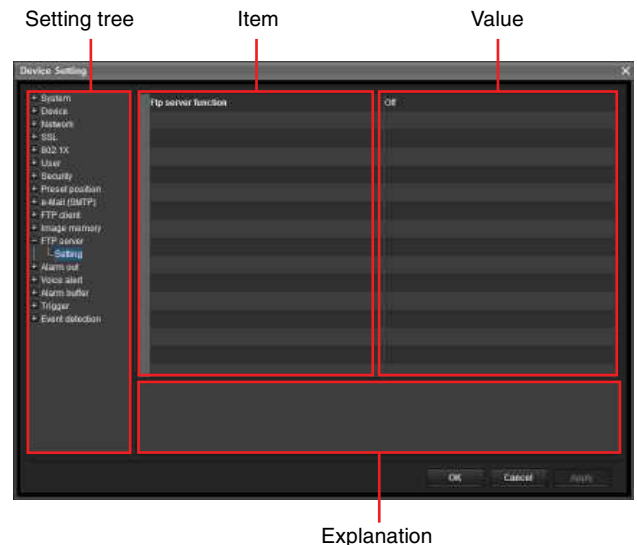 Setting tree
Item
Value
Device Setting
System
Device
Network
SSL
802.1X
User
Security
Preset position
e-Mail (SMTP)
FTP client
Image memory
FTP server
Setting
Alarm out
Voice alert
Alarm buffer
Trigger
Event detection
Ftp server function
Off
OK
Cancel
Apply
Explanation